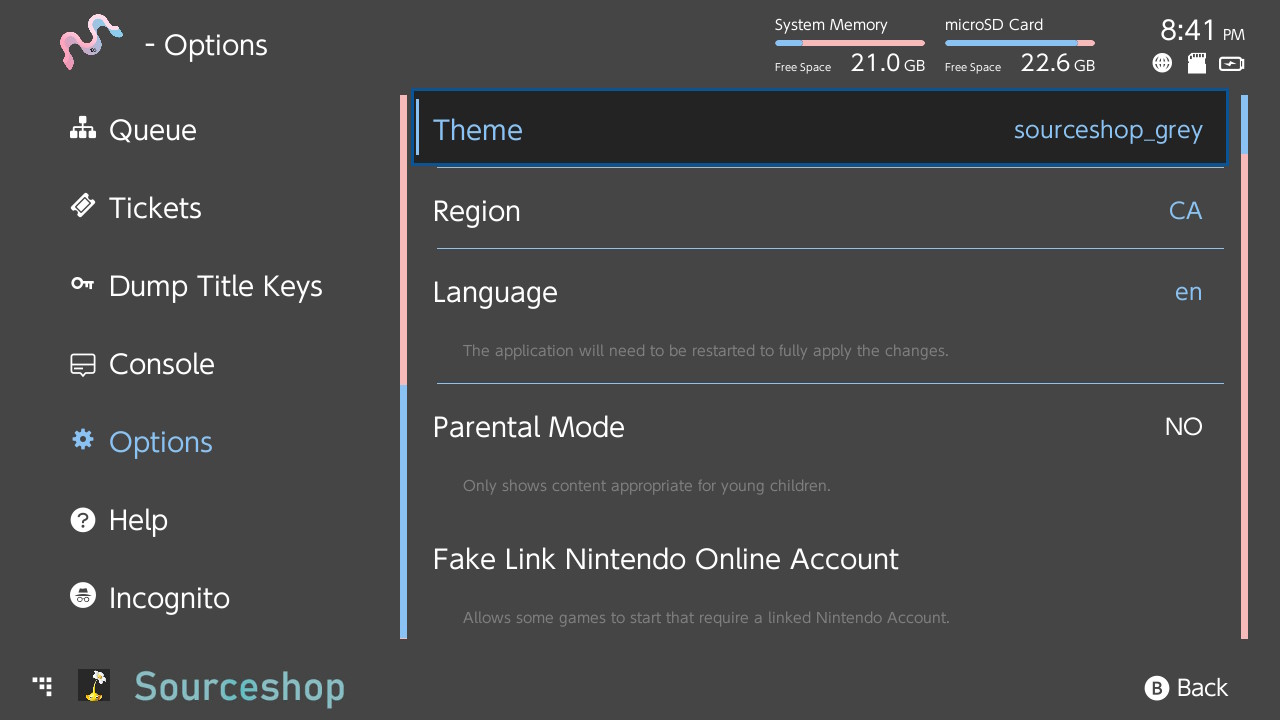 - Options
System Memory
microSD Card
8:41 PM
Free Space 21.0 GB
Free Space 22.6 GB
Queue
Tickets
Dump Title Keys
Console
Options
Help
Incognito
Theme sourceshop_grey
Region CA
Language en
The application will need to be restarted to fully apply the changes.
Parental Mode NO
Only shows content appropriate for young children.
Fake Link Nintendo Online Account
Allows some games to start that require a linked Nintendo Account.
Sourceshop
B Back